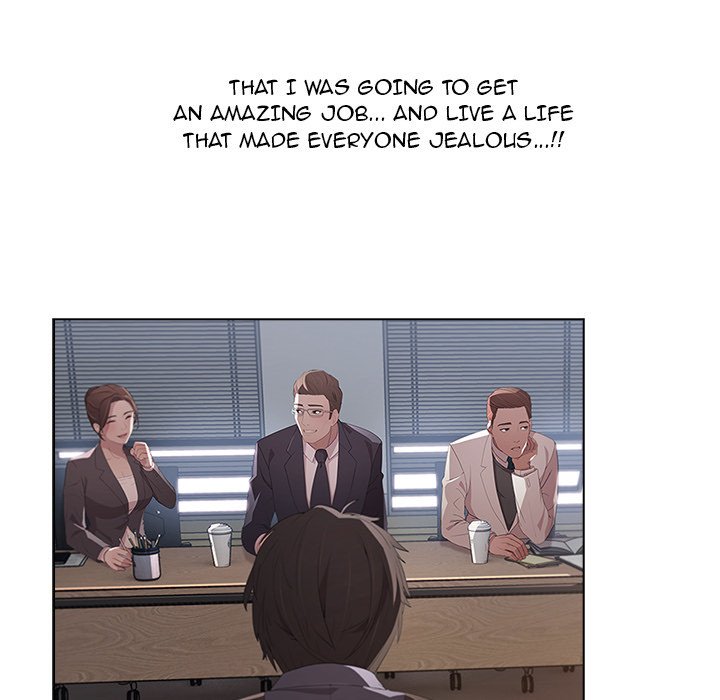 THAT I WAS GOING TO GET
AN AMAZING JOB... AND LIVE A LIFE
THAT MADE EVERYONE JEALOUS...!!